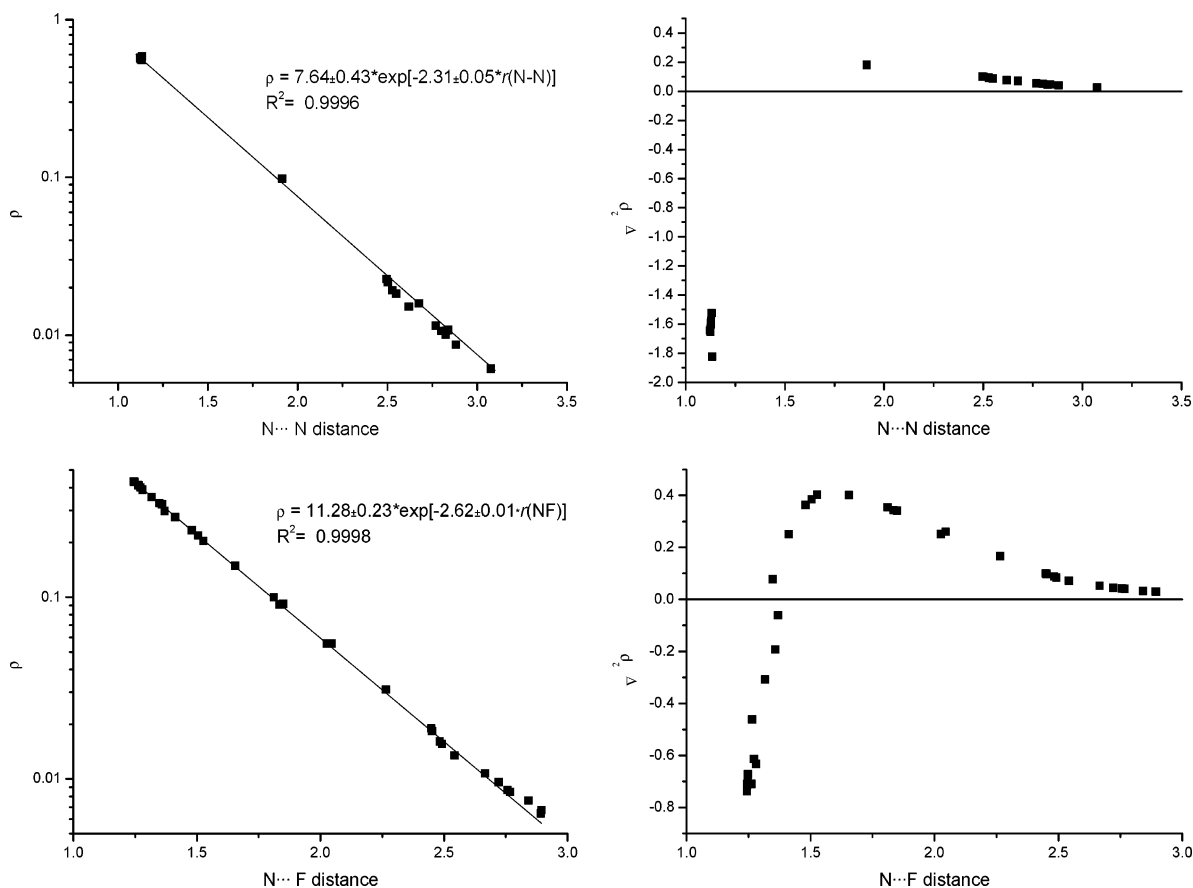 1
0.1
0.01
ρ
ρ = 7.64±0.43*exp[-2.31±0.05*r(N-N)]
R²= 0.9996
1.0 1.5 2.0 2.5 3.0 3.5
N··· N distance
0.4
0.2
0.0
-0.2
-0.4
-0.6
-0.8
-1.0
-1.2
-1.4
-1.6
-1.8
-2.0
∇²ρ
1.0 1.5 2.0 2.5 3.0 3.5
N···N distance
0.1
0.01
ρ
ρ = 11.28±0.23*exp[-2.62±0.01·r(NF)]
R²= 0.9998
1.0 1.5 2.0 2.5 3.0
N··· F distance
0.4
0.2
0.0
-0.2
-0.4
-0.6
-0.8
∇²ρ
1.0 1.5 2.0 2.5 3.0
N···F distance